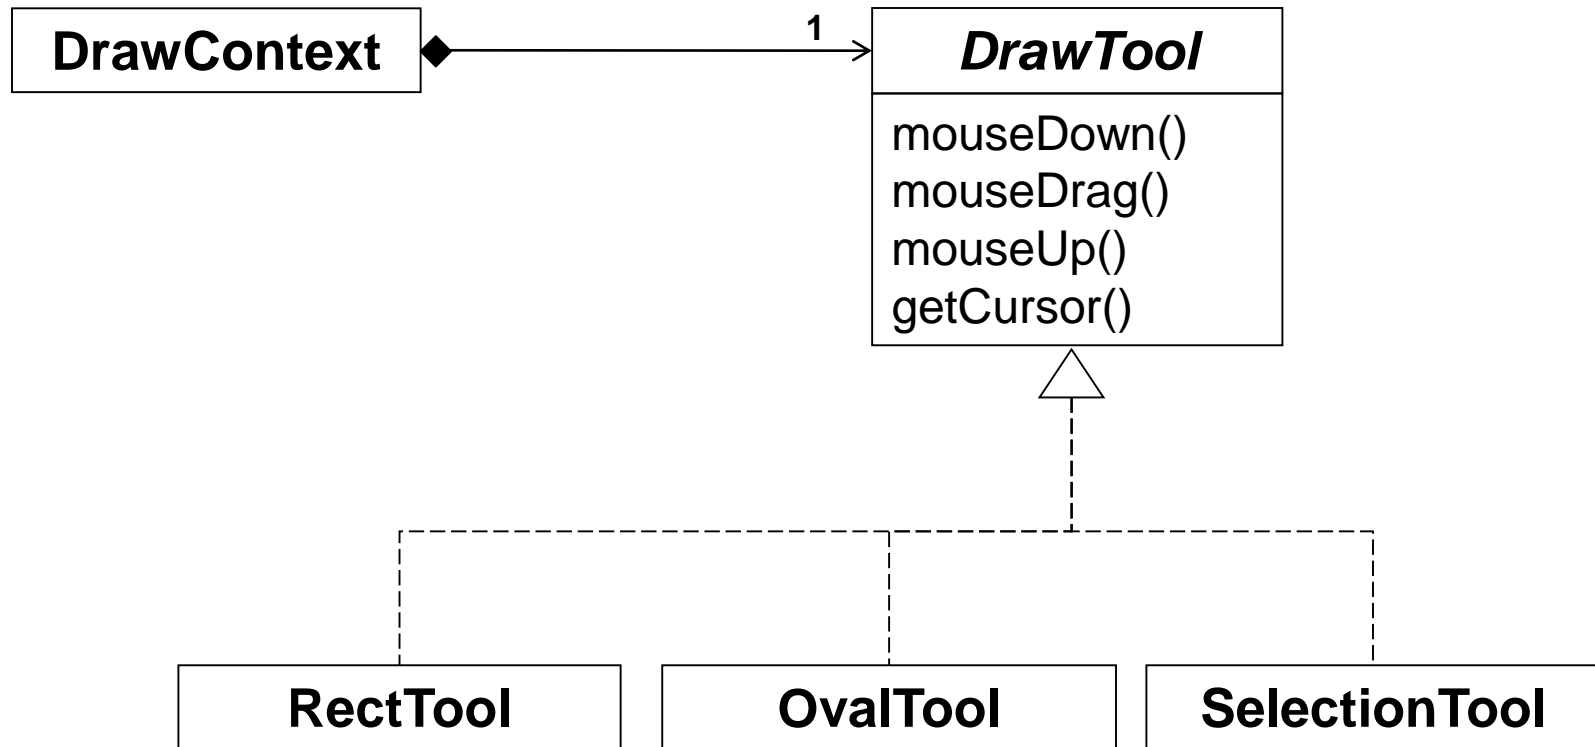 DrawContext
1
DrawTool
mouseDown()
mouseDrag()
mouseUp()
getCursor()
RectTool
OvalTool
SelectionTool